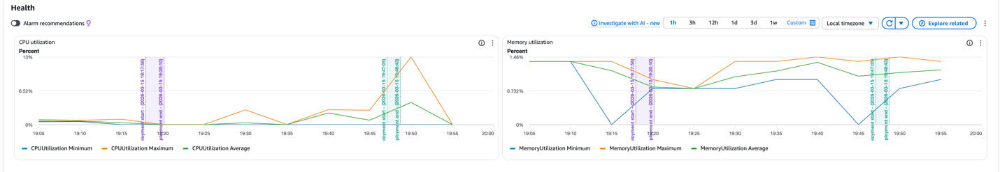 Health
Alarm recommendations
Investigate with AI - new
1h 3h 12h 1d 3d 1w Custom
Local timezone
Explore related
CPU utilization
Percent
13%
6.52%
0%
loyment start - (2026-03-15 19:17:56)
ployment end - (2026-03-15 19:20:10)
loyment start - (2026-03-15 19:47:05)
ployment end - (2026-03-15 19:48:43)
19:05 19:10 19:15 19:20 19:25 19:30 19:35 19:40 19:45 19:50 19:55 20:00
CPUUtilization Minimum CPUUtilization Maximum CPUUtilization Average
Memory utilization
Percent
1.46%
0.732%
0%
loyment start - (2026-03-15 19:17:56)
ployment end - (2026-03-15 19:20:10)
loyment start - (2026-03-15 19:47:05)
ployment end - (2026-03-15 19:48:43)
19:05 19:10 19:15 19:20 19:25 19:30 19:35 19:40 19:45 19:50 19:55 20:00
MemoryUtilization Minimum MemoryUtilization Maximum MemoryUtilization Average